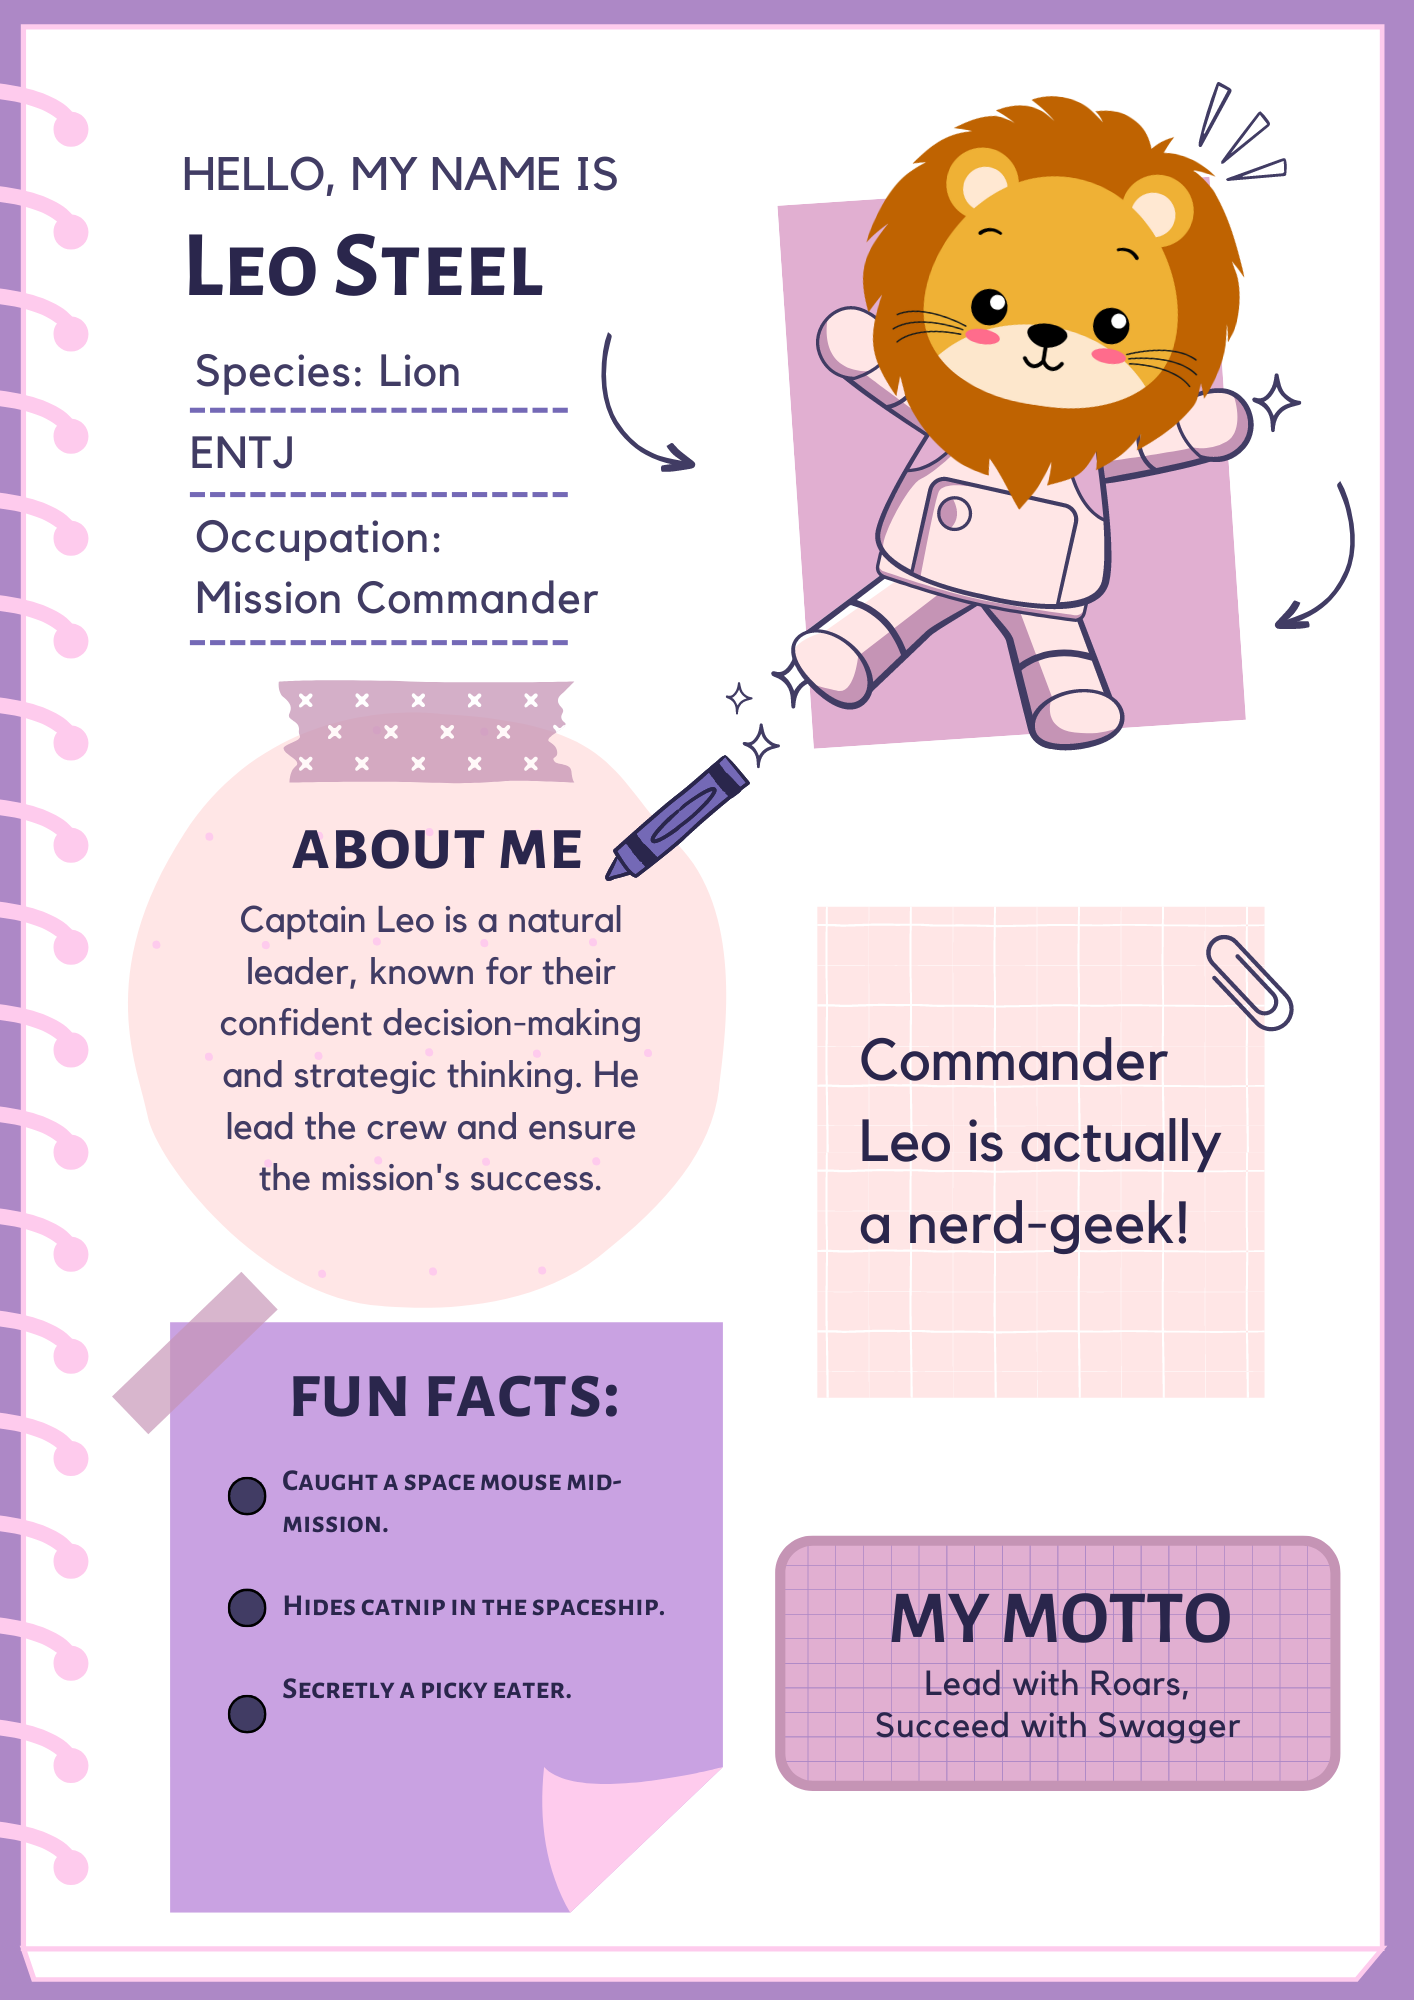 HELLO, MY NAME IS
Leo Steel
Species: Lion
ENTJ
Occupation:
Mission Commander
ABOUT ME
Captain Leo is a natural
leader, known for their
confident decision-making
and strategic thinking. He
lead the crew and ensure
the mission's success.
Commander
Leo is actually
a nerd-geek!
FUN FACTS:
Caught a space mouse mid-
mission.
Hides catnip in the spaceship.
Secretly a picky eater.
MY MOTTO
Lead with Roars,
Succeed with Swagger